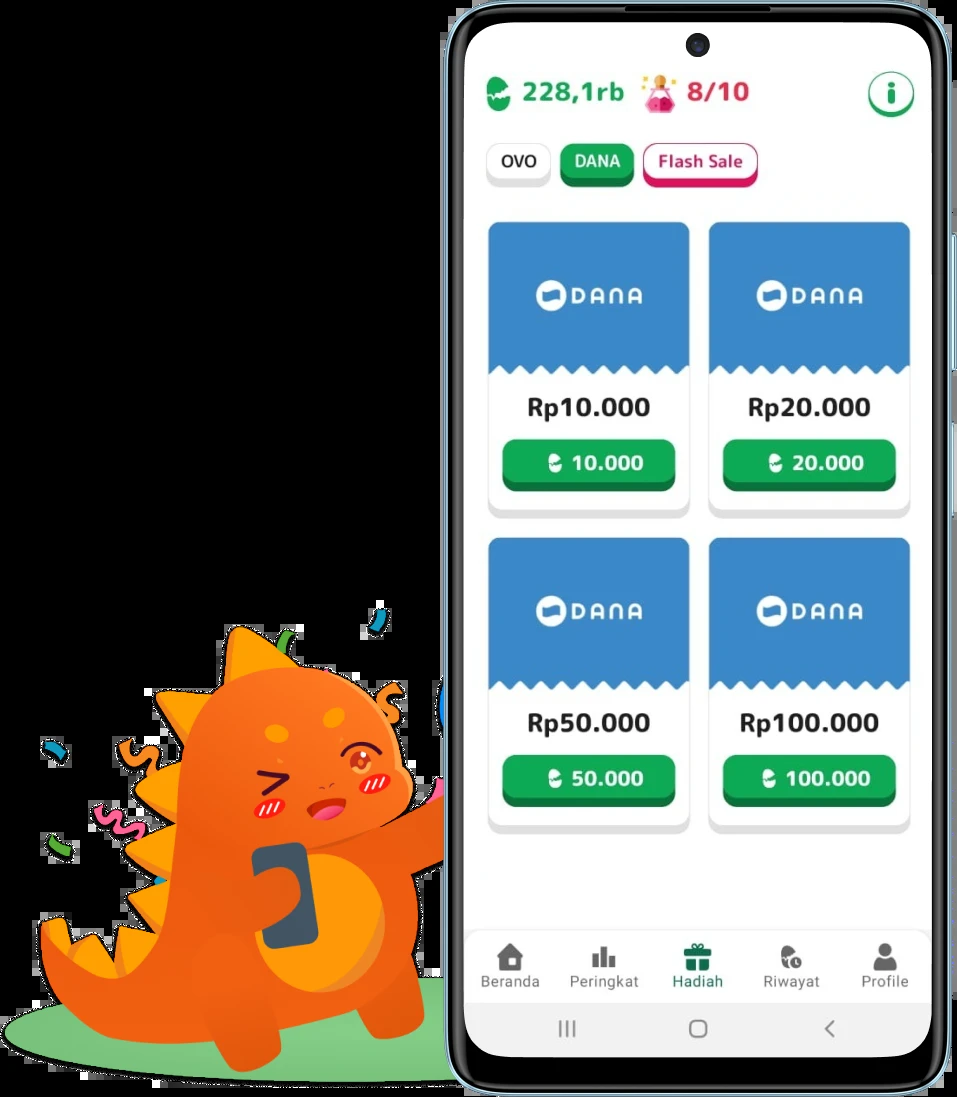 228,1rb 8/10
OVO DANA Flash Sale
DANA DANA
Rp10.000 Rp20.000
10.000 20.000
DANA DANA
Rp50.000 Rp100.000
50.000 100.000
Beranda Peringkat Hadiah Riwayat Profile